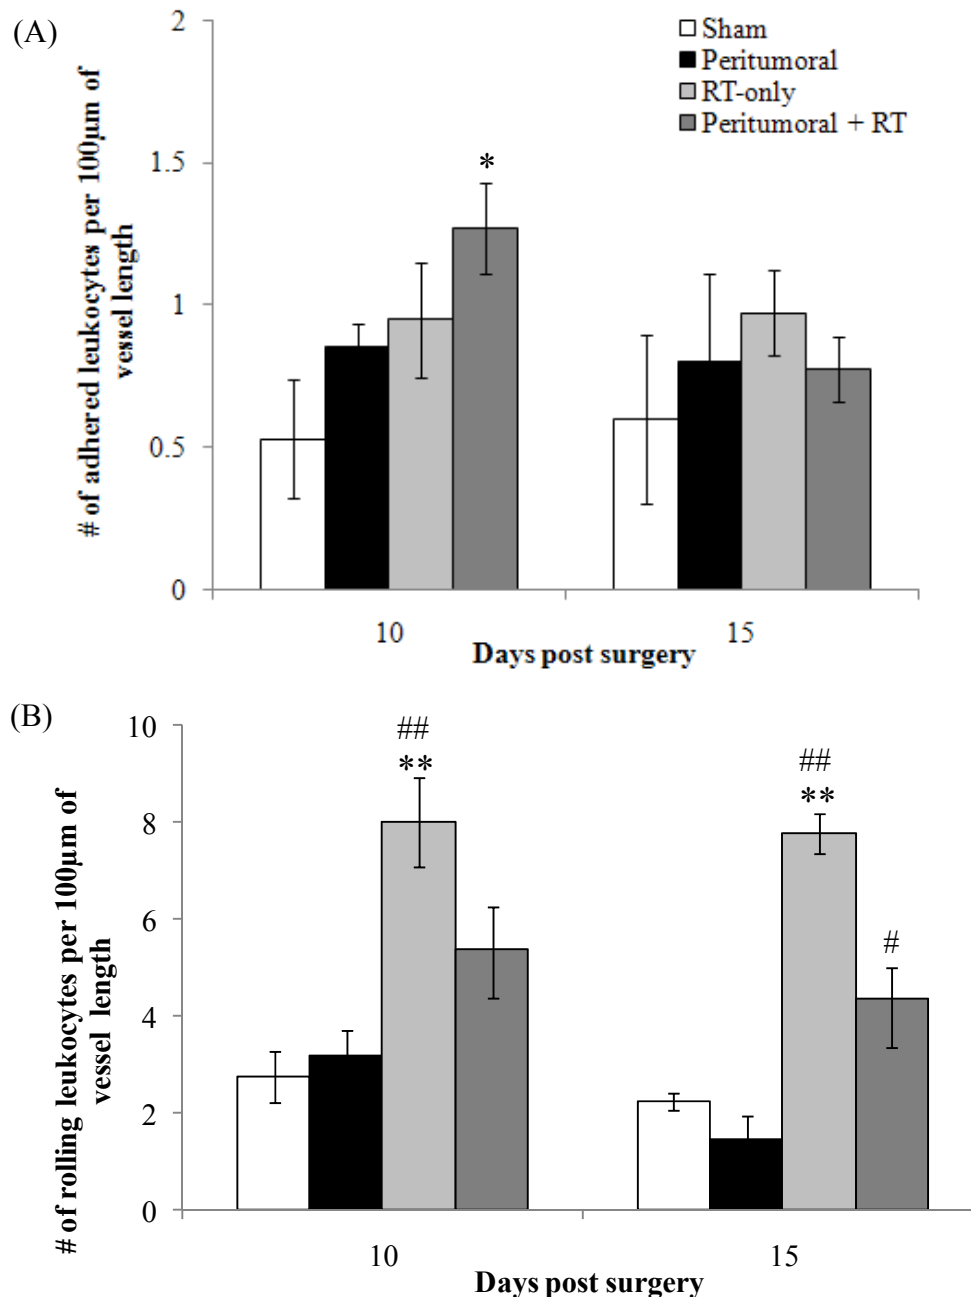 (A)
2
1.5
1
0.5
0
# of adhered leukocytes per 100µm of
vessel length
Sham
Peritumoral
RT-only
Peritumoral + RT
*
10
15
Days post surgery
(B)
10
8
6
4
2
0
# of rolling leukocytes per 100µm of
vessel length
##
**
##
**
#
10
15
Days post surgery